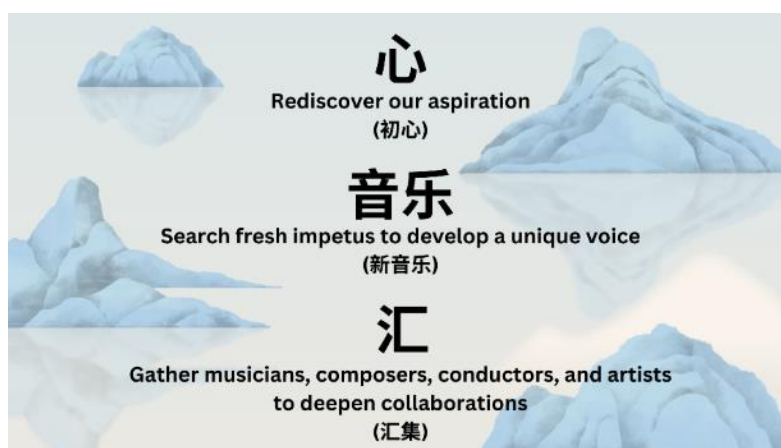 心
Rediscover our aspiration
(初心)
音乐
Search fresh impetus to develop a unique voice
(新音乐)
汇
Gather musicians, composers, conductors, and artists
to deepen collaborations
(汇集)